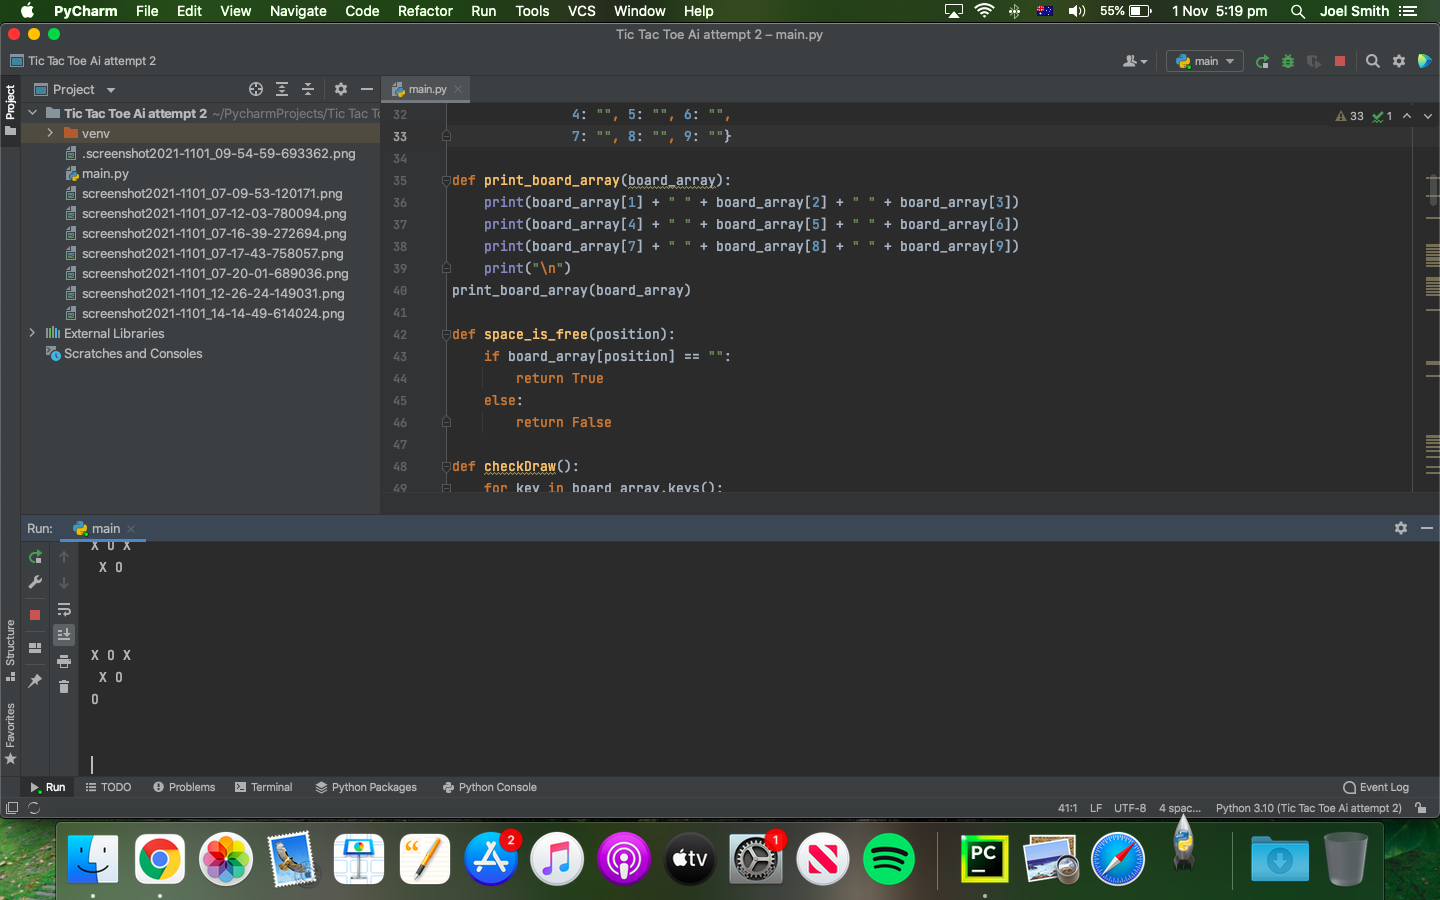 PyCharm File Edit View Navigate Code Refactor Run Tools VCS Window Help 55% 1 Nov 5:19 pm Joel Smith
Tic Tac Toe Ai attempt 2 – main.py
Tic Tac Toe Ai attempt 2 main
Project
Project
main.py
Tic Tac Toe Ai attempt 2 ~/PycharmProjects/Tic Tac To
venv
.screenshot2021-1101_09-54-59-693362.png
main.py
screenshot2021-1101_07-09-53-120171.png
screenshot2021-1101_07-12-03-780094.png
screenshot2021-1101_07-16-39-272694.png
screenshot2021-1101_07-17-43-758057.png
screenshot2021-1101_07-20-01-689036.png
screenshot2021-1101_12-26-24-149031.png
screenshot2021-1101_14-14-49-614024.png
External Libraries
Scratches and Consoles
32 4: "", 5: "", 6: "",
33 1
33 7: "", 8: "", 9: ""}
34
35 def print_board_array(board_array):
36 print(board_array[1] + " " + board_array[2] + " " + board_array[3])
37 print(board_array[4] + " " + board_array[5] + " " + board_array[6])
38 print(board_array[7] + " " + board_array[8] + " " + board_array[9])
39 print("\n")
40 print_board_array(board_array)
41
42 def space_is_free(position):
43 if board_array[position] == "":
44 return True
45 else:
46 return False
47
48 def checkDraw():
49 for key in board_array.keys():
Run: main
X O X
X O
X O X
X O
O
Structure
Favorites
Run TODO Problems Terminal Python Packages Python Console Event Log
41:1 LF UTF-8 4 spac... Python 3.10 (Tic Tac Toe Ai attempt 2)
2
tv
1
PC